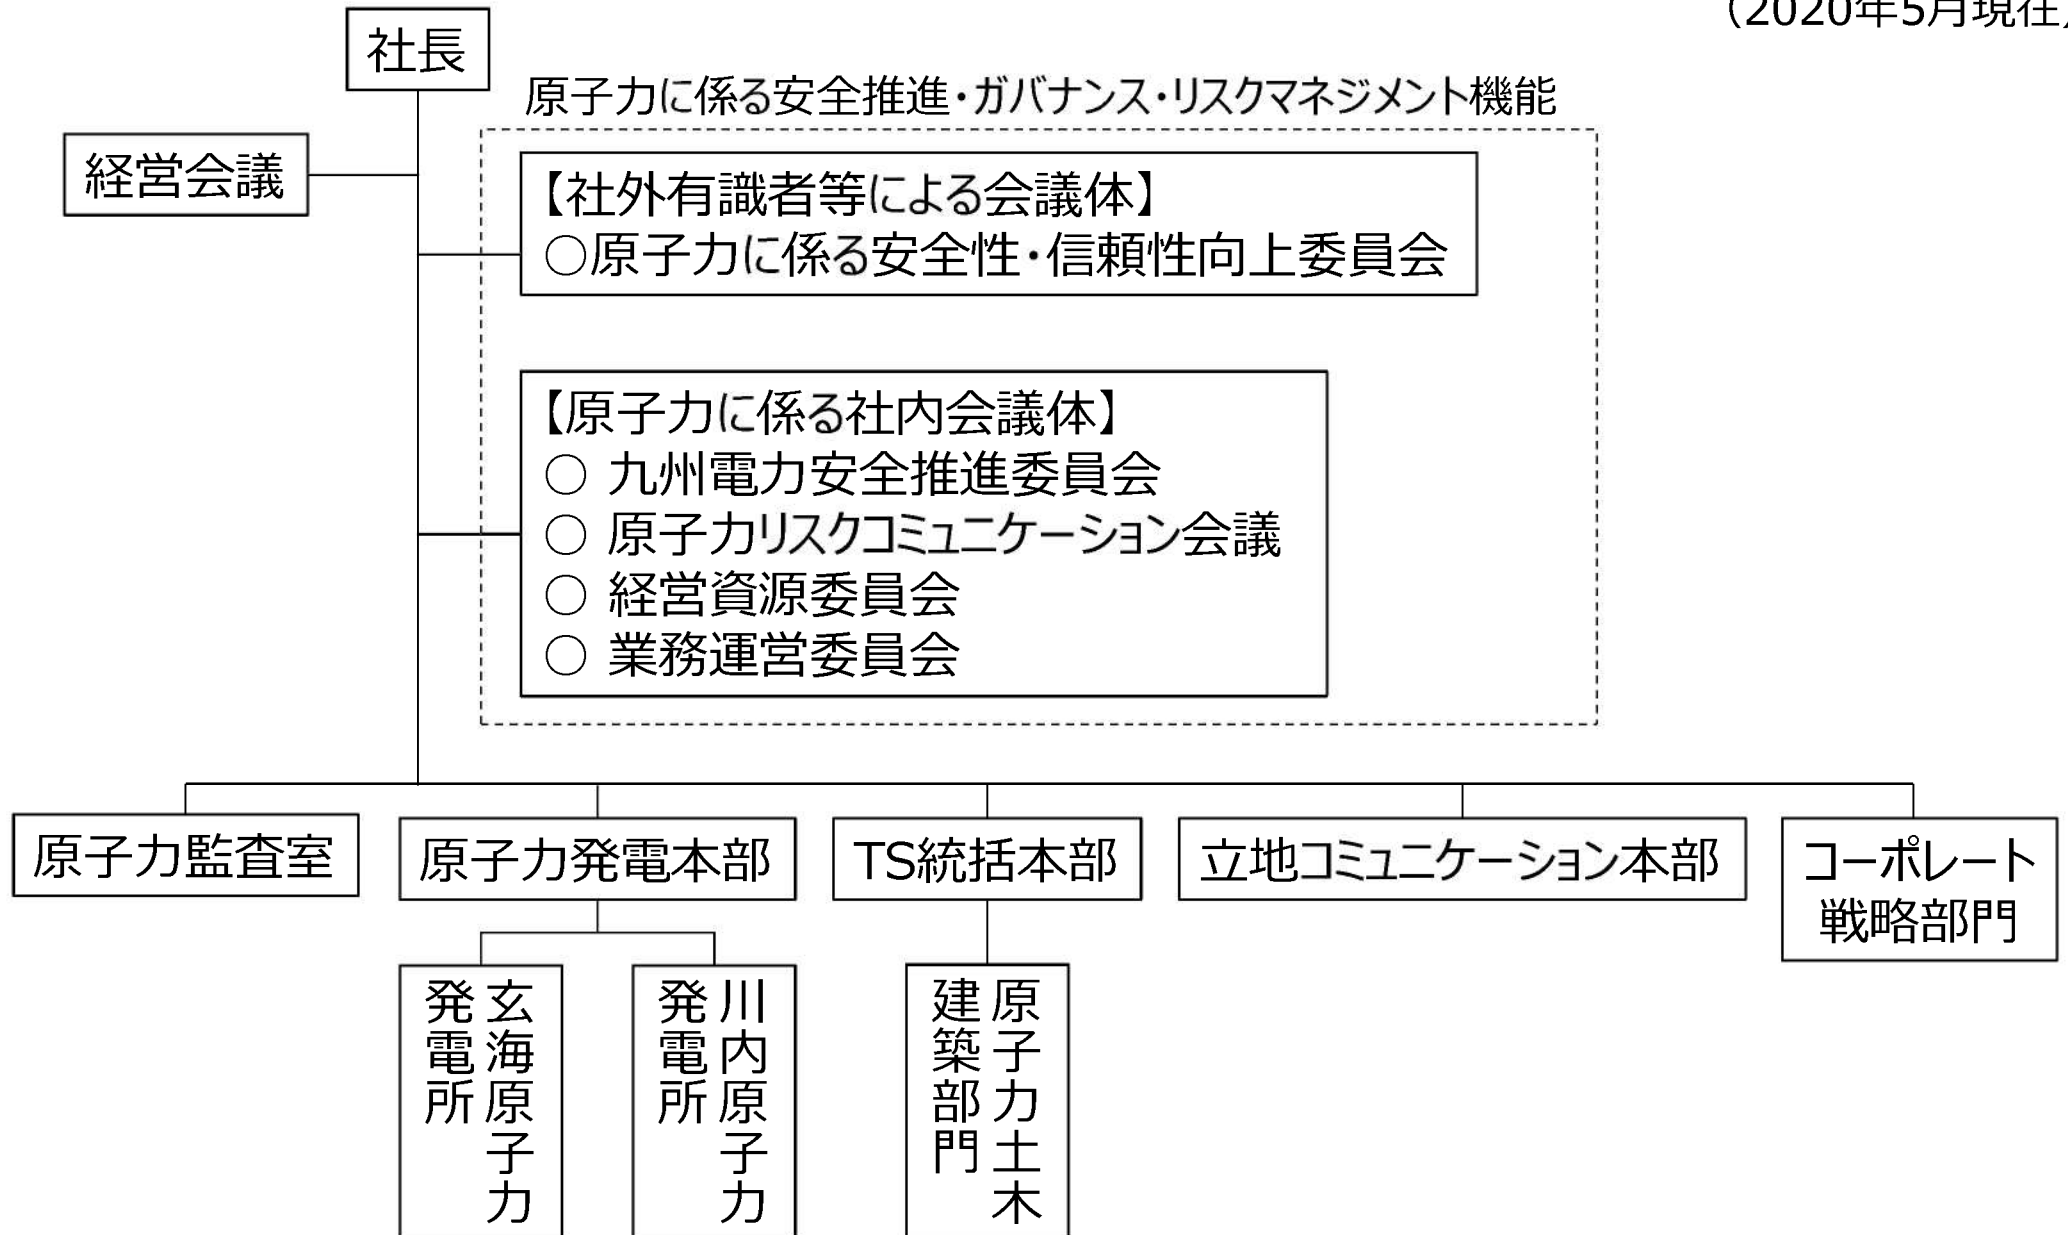 （2020年5月現在）
社長
原子力に係る安全推進・ガバナンス・リスクマネジメント機能
経営会議
【社外有識者等による会議体】
○原子力に係る安全性・信頼性向上委員会
【原子力に係る社内会議体】
○ 九州電力安全推進委員会
○ 原子力リスクコミュニケーション会議
○ 経営資源委員会
○ 業務運営委員会
原子力監査室
原子力発電本部
TS統括本部
立地コミュニケーション本部
コーポレート
戦略部門
玄海原子力
発電所
川内原子力
発電所
原子力土木
建築部門